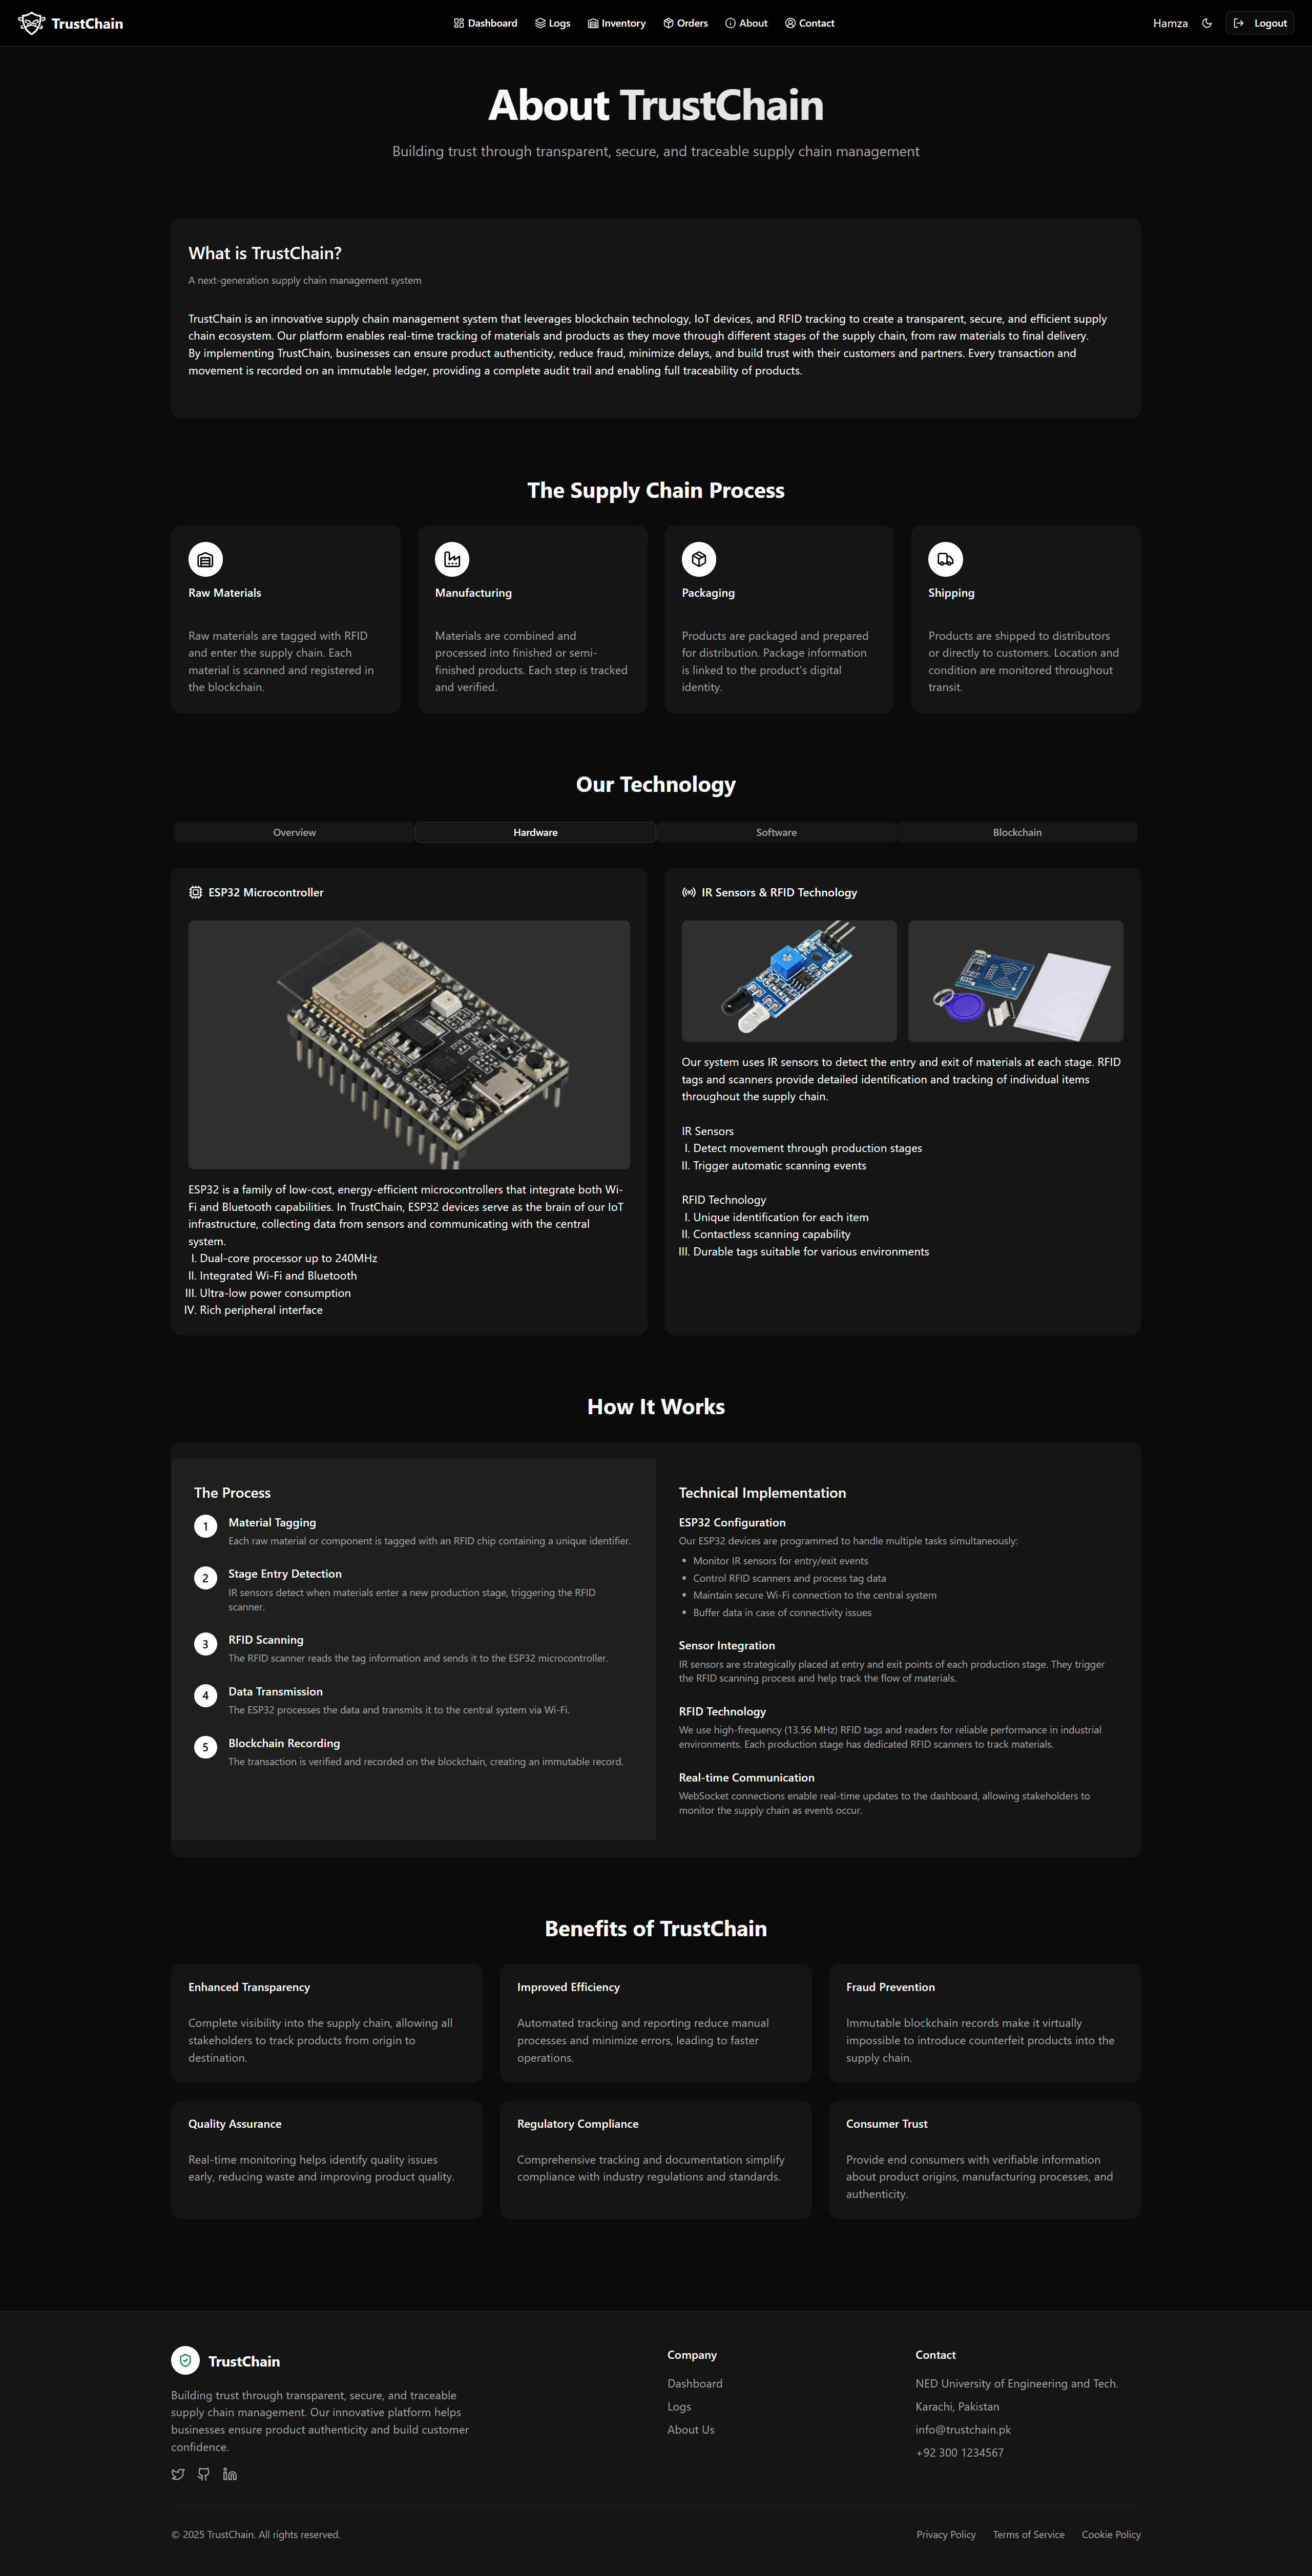 TrustChain
Dashboard
Logs
Inventory
Orders
About
Contact
Hamza
Logout
About TrustChain
Building trust through transparent, secure, and traceable supply chain management
What is TrustChain?
A next-generation supply chain management system
TrustChain is an innovative supply chain management system that leverages blockchain technology, IoT devices, and RFID tracking to create a transparent, secure, and efficient supply
chain ecosystem. Our platform enables real-time tracking of materials and products as they move through different stages of the supply chain, from raw materials to final delivery.
By implementing TrustChain, businesses can ensure product authenticity, reduce fraud, minimize delays, and build trust with their customers and partners. Every transaction and
movement is recorded on an immutable ledger, providing a complete audit trail and enabling full traceability of products.
The Supply Chain Process
Raw Materials
Raw materials are tagged with RFID
and enter the supply chain. Each
material is scanned and registered in
the blockchain.
Manufacturing
Materials are combined and
processed into finished or semi-
finished products. Each step is tracked
and verified.
Packaging
Products are packaged and prepared
for distribution. Package information
is linked to the product's digital
identity.
Shipping
Products are shipped to distributors
or directly to customers. Location and
condition are monitored throughout
transit.
Our Technology
Overview
Hardware
Software
Blockchain
ESP32 Microcontroller
ESP32 is a family of low-cost, energy-efficient microcontrollers that integrate both Wi-
Fi and Bluetooth capabilities. In TrustChain, ESP32 devices serve as the brain of our IoT
infrastructure, collecting data from sensors and communicating with the central
system.
I. Dual-core processor up to 240MHz
II. Integrated Wi-Fi and Bluetooth
III. Ultra-low power consumption
IV. Rich peripheral interface
IR Sensors & RFID Technology
Our system uses IR sensors to detect the entry and exit of materials at each stage. RFID
tags and scanners provide detailed identification and tracking of individual items
throughout the supply chain.
IR Sensors
I. Detect movement through production stages
II. Trigger automatic scanning events
RFID Technology
I. Unique identification for each item
II. Contactless scanning capability
III. Durable tags suitable for various environments
How It Works
The Process
1
Material Tagging
Each raw material or component is tagged with an RFID chip containing a unique identifier.
2
Stage Entry Detection
IR sensors detect when materials enter a new production stage, triggering the RFID
scanner.
3
RFID Scanning
The RFID scanner reads the tag information and sends it to the ESP32 microcontroller.
4
Data Transmission
The ESP32 processes the data and transmits it to the central system via Wi-Fi.
5
Blockchain Recording
The transaction is verified and recorded on the blockchain, creating an immutable record.
Technical Implementation
ESP32 Configuration
Our ESP32 devices are programmed to handle multiple tasks simultaneously:
• Monitor IR sensors for entry/exit events
• Control RFID scanners and process tag data
• Maintain secure Wi-Fi connection to the central system
• Buffer data in case of connectivity issues
Sensor Integration
IR sensors are strategically placed at entry and exit points of each production stage. They trigger
the RFID scanning process and help track the flow of materials.
RFID Technology
We use high-frequency (13.56 MHz) RFID tags and readers for reliable performance in industrial
environments. Each production stage has dedicated RFID scanners to track materials.
Real-time Communication
WebSocket connections enable real-time updates to the dashboard, allowing stakeholders to
monitor the supply chain as events occur.
Benefits of TrustChain
Enhanced Transparency
Complete visibility into the supply chain, allowing all
stakeholders to track products from origin to
destination.
Improved Efficiency
Automated tracking and reporting reduce manual
processes and minimize errors, leading to faster
operations.
Fraud Prevention
Immutable blockchain records make it virtually
impossible to introduce counterfeit products into the
supply chain.
Quality Assurance
Real-time monitoring helps identify quality issues
early, reducing waste and improving product quality.
Regulatory Compliance
Comprehensive tracking and documentation simplify
compliance with industry regulations and standards.
Consumer Trust
Provide end consumers with verifiable information
about product origins, manufacturing processes, and
authenticity.
TrustChain
Building trust through transparent, secure, and traceable
supply chain management. Our innovative platform helps
businesses ensure product authenticity and build customer
confidence.
Company
Dashboard
Logs
About Us
Contact
NED University of Engineering and Tech.
Karachi, Pakistan
info@trustchain.pk
+92 300 1234567
© 2025 TrustChain. All rights reserved.
Privacy Policy
Terms of Service
Cookie Policy